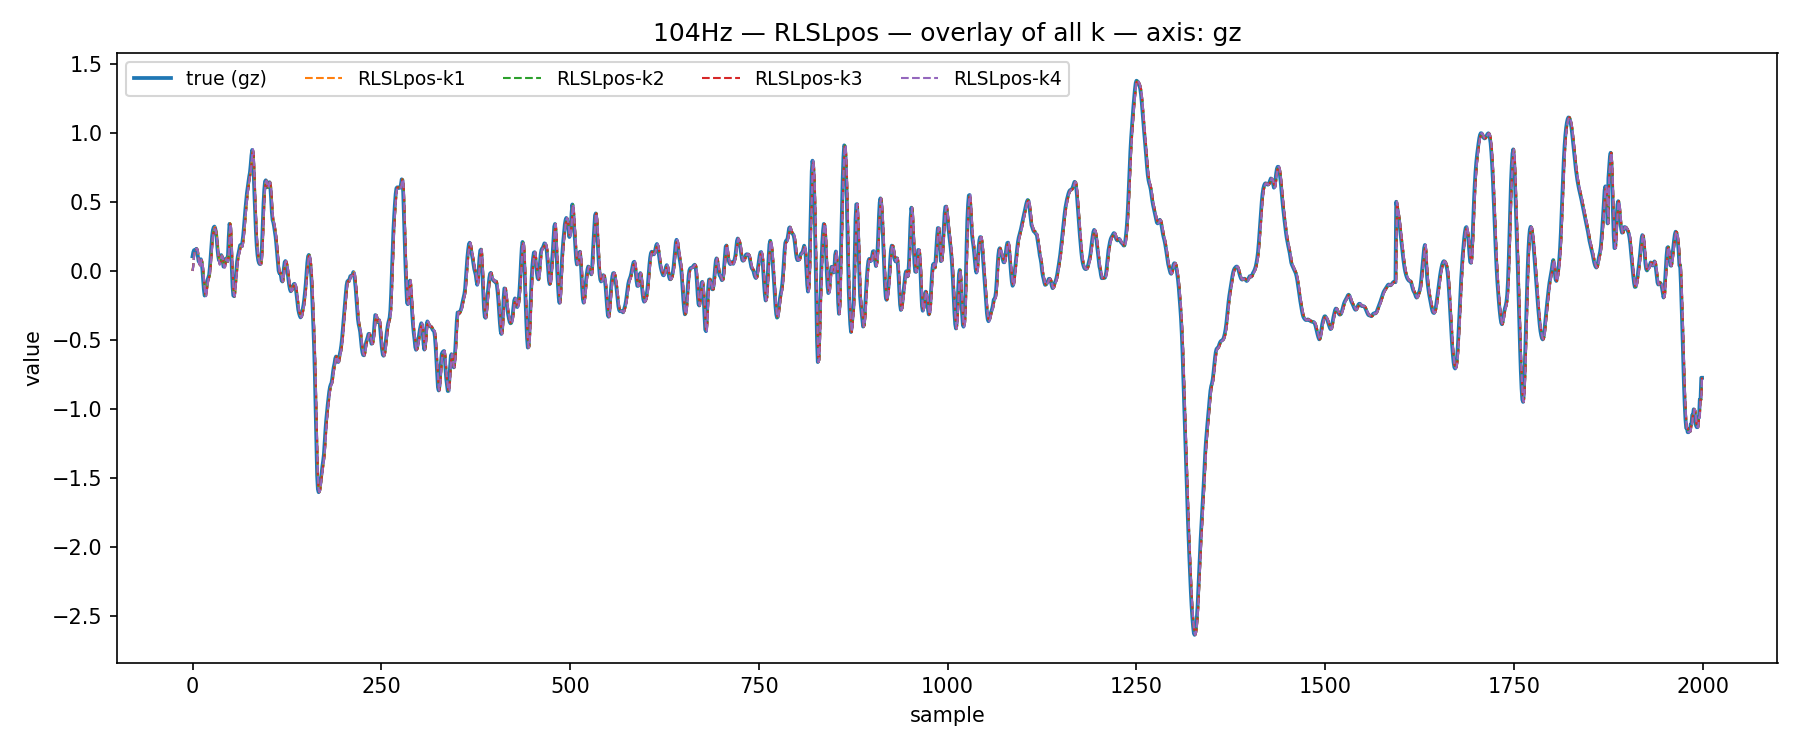 104Hz — RLSLpos — overlay of all k — axis: gz
true (gz) RLSLpos-k1 RLSLpos-k2 RLSLpos-k3 RLSLpos-k4
1.5
1.0
0.5
0.0
−0.5
−1.0
−1.5
−2.0
−2.5
value
0 250 500 750 1000 1250 1500 1750 2000
sample